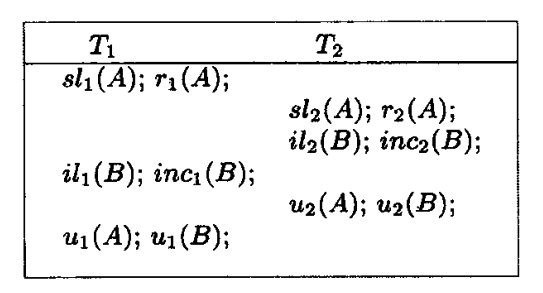 T₁ T₂
sl₁(A); r₁(A);
sl₂(A); r₂(A);
il₂(B); inc₂(B);
il₁(B); inc₁(B);
u₂(A); u₂(B);
u₁(A); u₁(B);